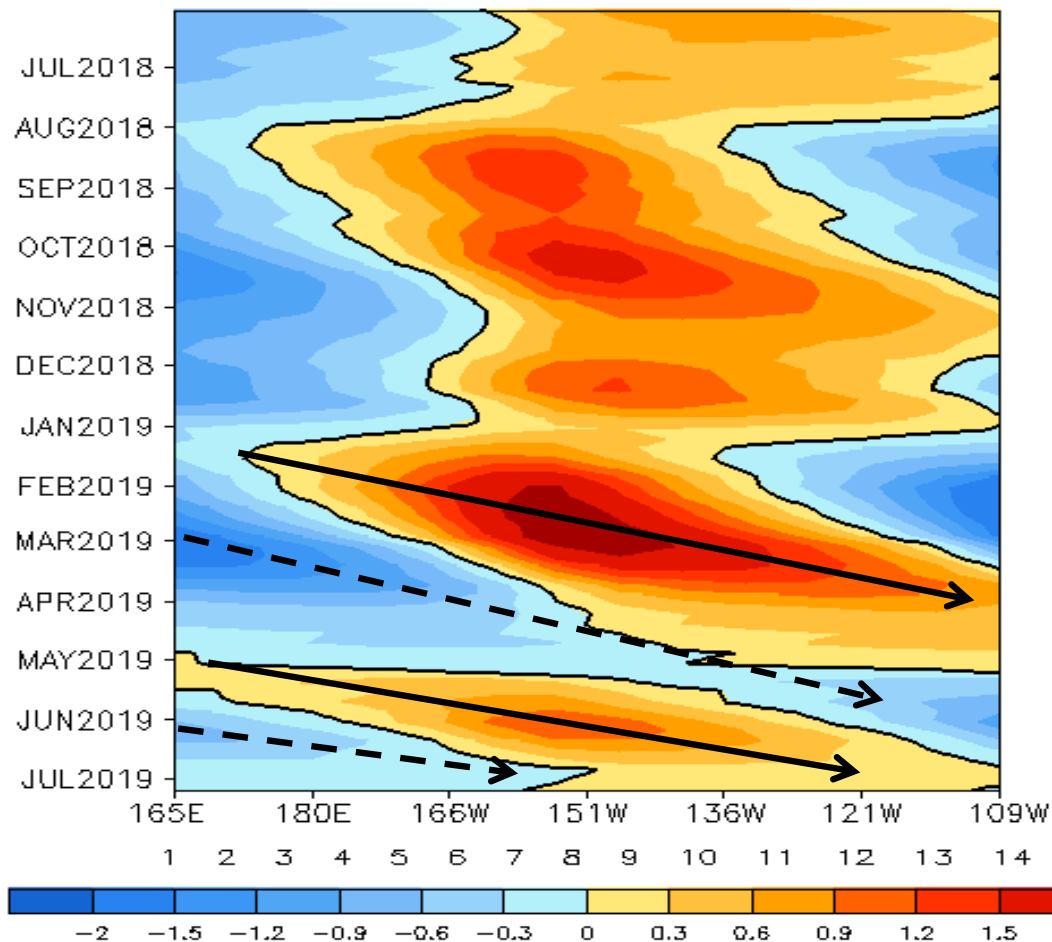 JUL2018
AUG2018
SEP2018
OCT2018
NOV2018
DEC2018
JAN2019
FEB2019
MAR2019
APR2019
MAY2019
JUN2019
JUL2019
165E 180E 166W 151W 136W 121W 109W
1 2 3 4 5 6 7 8 9 10 11 12 13 14
−2 −1.5 −1.2 −0.9 −0.6 −0.3 0 0.3 0.6 0.9 1.2 1.5